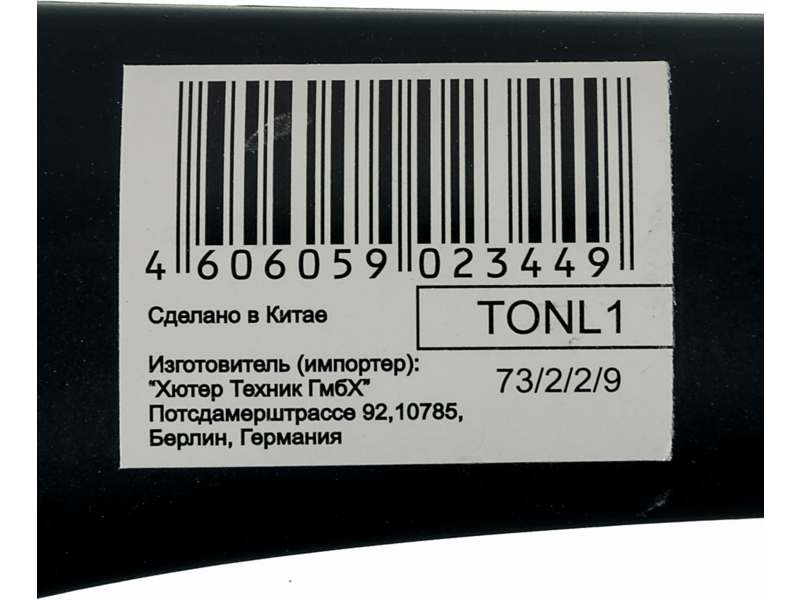 4 606059 023449
Сделано в Китае
TONL1
Изготовитель (импортер):
"Хютер Техник ГмбХ"
Потсдамерштрассе 92,10785,
Берлин, Германия
73/2/2/9